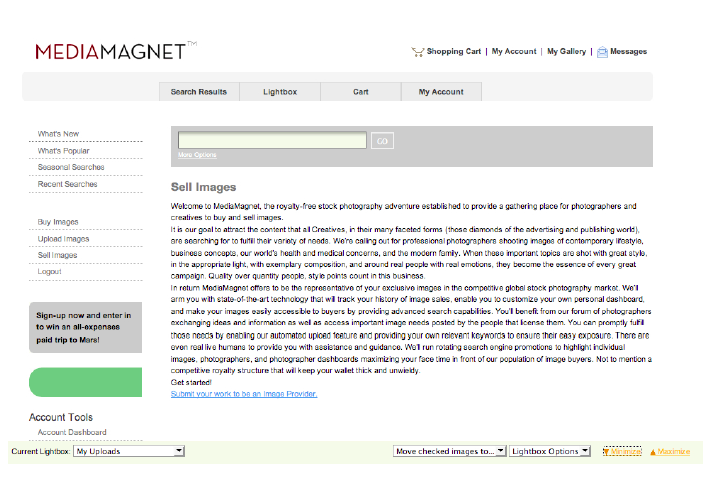 MEDIAMAGNET™
Shopping Cart | My Account | My Gallery | Messages
Search Results Lightbox Cart My Account
What's New
What's Popular
Seasonal Searches
Recent Searches
Buy Images
Upload Images
Sell Images
Logout
Sign-up now and enter in
to win an all-expenses
paid trip to Mars!
Account Tools
Account Dashboard
GO
More Options
Sell Images
Welcome to MediaMagnet, the royalty-free stock photography adventure established to provide a gathering place for photographers and
creatives to buy and sell images.
It is our goal to attract the content that all Creatives, in their many faceted forms (those diamonds of the advertising and publishing world),
are searching for to fulfill their variety of needs. We're calling out for professional photographers shooting images of contemporary lifestyle,
business concepts, our world's health and medical concerns, and the modern family. When these important topics are shot with great style,
in the appropriate light, with exemplary composition, and around real people with real emotions, they become the essence of every great
campaign. Quality over quantity people, style points count in this business.
In return MediaMagnet offers to be the representative of your exclusive images in the competitive global stock photography market. We'll
arm you with state-of-the-art technology that will track your history of image sales, enable you to customize your own personal dashboard,
and make your images easily accessible to buyers by providing advanced search capabilities. You'll benefit from our forum of photographers
exchanging ideas and information as well as access important image needs posted by the people that license them. You can promptly fulfill
those needs by enabling our automated upload feature and providing your own relevant keywords to ensure their easy exposure. There are
even real live humans to provide you with assistance and guidance. We'll run rotating search engine promotions to highlight individual
images, photographers, and photographer dashboards maximizing your face time in front of our population of image buyers. Not to mention a
competitive royalty structure that will keep your wallet thick and unwieldy.
Get started!
Submit your work to be an Image Provider.
Current Lightbox: My Uploads Move checked images to... Lightbox Options Minimize Maximize